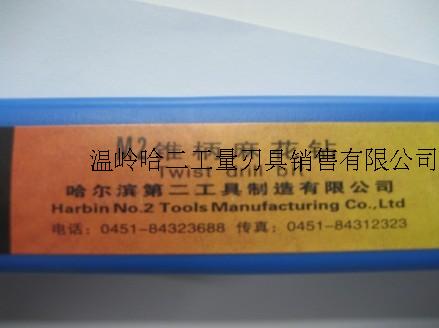 M2 锥柄麻花钻
温岭哈二工量刃具销售有限公司
Twist drill bit
哈尔滨第二工具制造有限公司
Harbin No.2 Tools Manufacturing Co.,Ltd
电话：0451-84323688 传真：0451-84312323